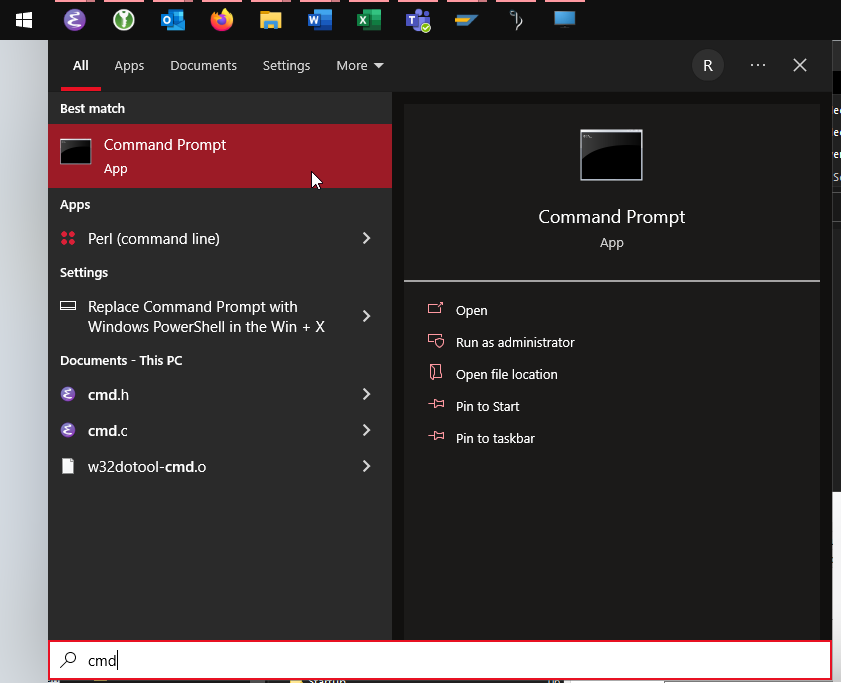 All
Apps
Documents
Settings
More
R
Best match
Command Prompt
App
Apps
Perl (command line)
Settings
Replace Command Prompt with
Windows PowerShell in the Win + X
Documents - This PC
cmd.h
cmd.c
w32dotool-cmd.o
Command Prompt
App
Open
Run as administrator
Open file location
Pin to Start
Pin to taskbar
cmd